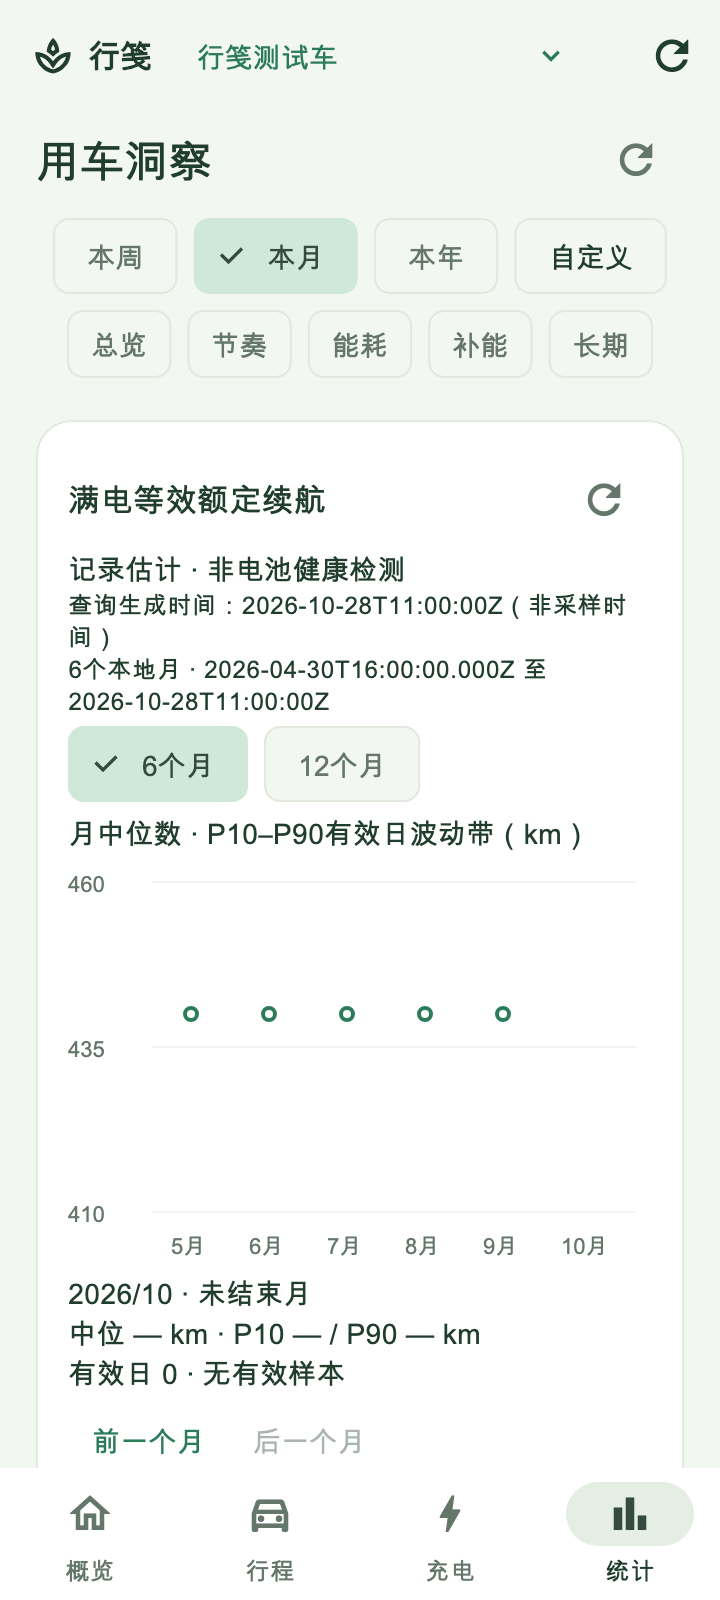 行笺
行笺测试车
用车洞察
本周
本月
本年
自定义
总览
节奏
能耗
补能
长期
满电等效额定续航
记录估计 · 非电池健康检测
查询生成时间：2026-10-28T11:00:00Z（非采样时
间）
6个本地月 · 2026-04-30T16:00:00.000Z 至
2026-10-28T11:00:00Z
6个月
12个月
月中位数 · P10–P90有效日波动带（km）
460
435
410
5月
6月
7月
8月
9月
10月
2026/10 · 未结束月
中位 — km · P10 — / P90 — km
有效日 0 · 无有效样本
前一个月
后一个月
概览
行程
充电
统计